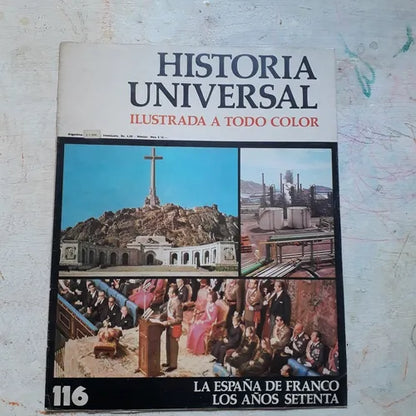 HISTORIA
UNIVERSAL
ILUSTRADA A TODO COLOR
116
LA ESPAÑA DE FRANCO
LOS AÑOS SETENTA